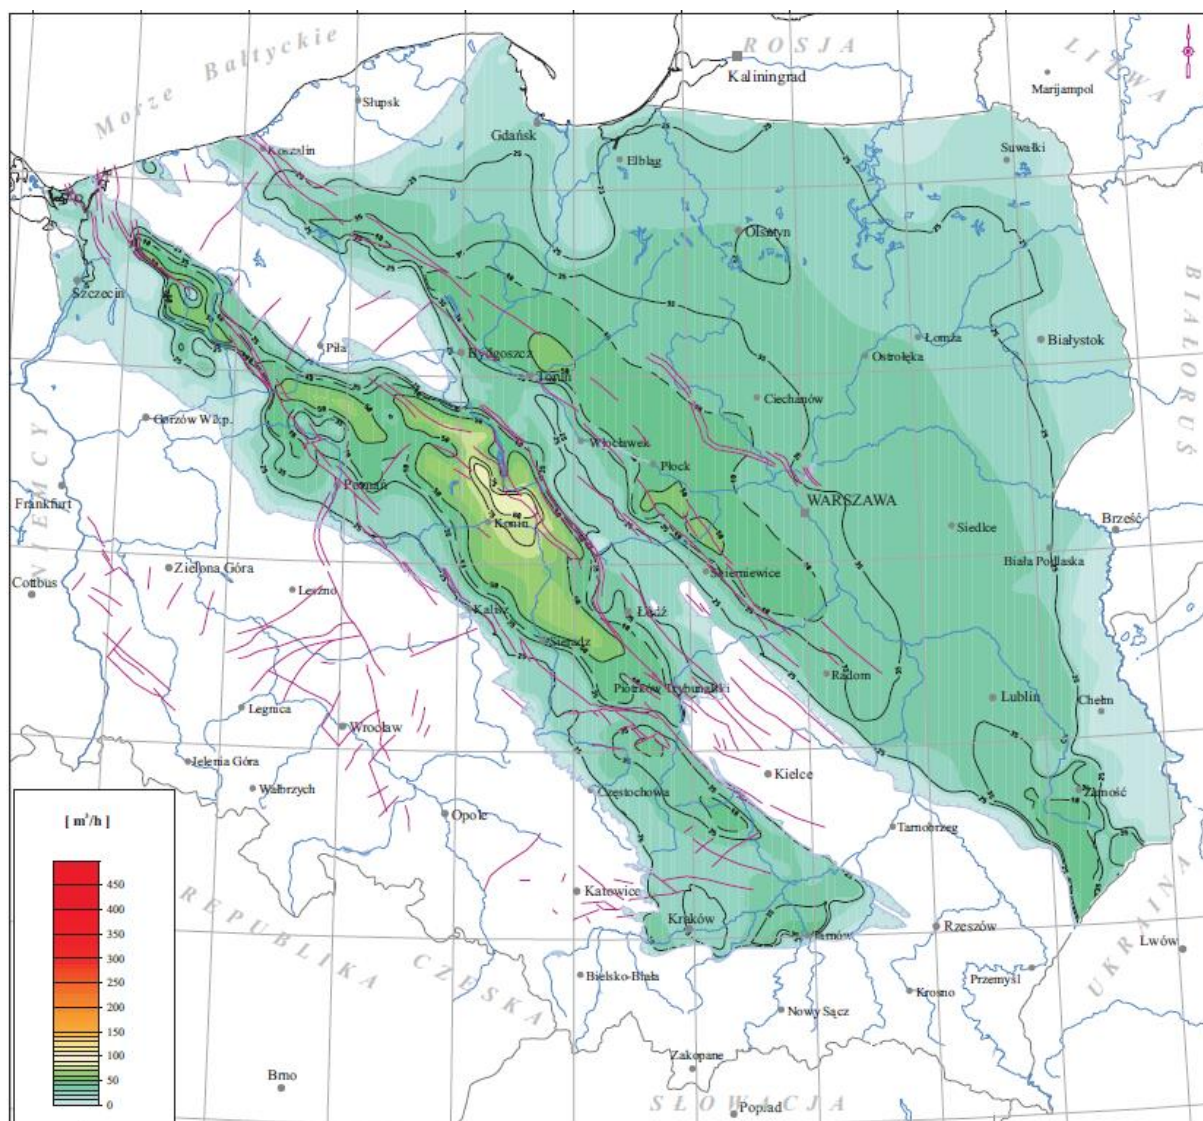 Morze Bałtyckie
ROSJA
LITWA
Kaliningrad
Marijampol
Słupsk
Gdańsk
Koszalin
Elbląg
Suwałki
Olsztyn
Szczecin
BIAŁORUŚ
Piła
Bydgoszcz
Toruń
Łomża
Białystok
Ostrołęka
Ciechanów
Gorzów Wlkp.
Włocławek
Płock
NIEMCY
Poznań
Frankfurt
WARSZAWA
Konin
Siedlce
Brześć
Biała Podlaska
Zielona Góra
Skierniewice
Cottbus
Leszno
Kalisz
Łódź
Sieradz
Radom
Piotrków Trybunalski
Lublin
Chełm
Legnica
Wrocław
Jelenia Góra
Kielce
Wałbrzych
Częstochowa
Zamość
[ m³/h ]
Opole
Tarnobrzeg
450
400
350
300
250
200
150
100
50
0
Katowice
Kraków
Tarnów
Rzeszów
UKRAINA
Lwów
REPUBLIKA CZESKA
Bielsko-Biała
Przemyśl
Krosno
Nowy Sącz
Zakopane
Brno
SŁOWACJA
Poprad